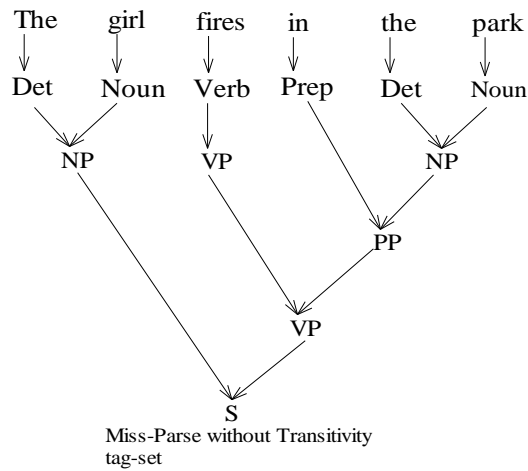 The girl fires in the park
Det Noun Verb Prep Det Noun
NP VP NP
PP
VP
S
Miss-Parse without Transitivity
tag-set